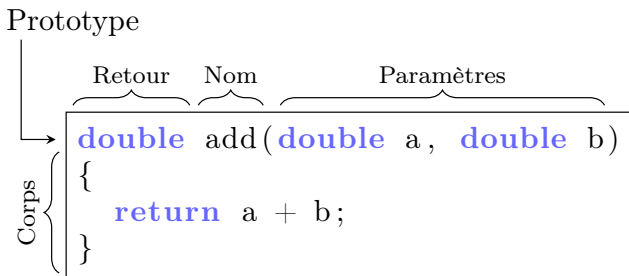 Prototype
Retour Nom Paramètres
double add(double a, double b)
Corps
{
return a + b;
}